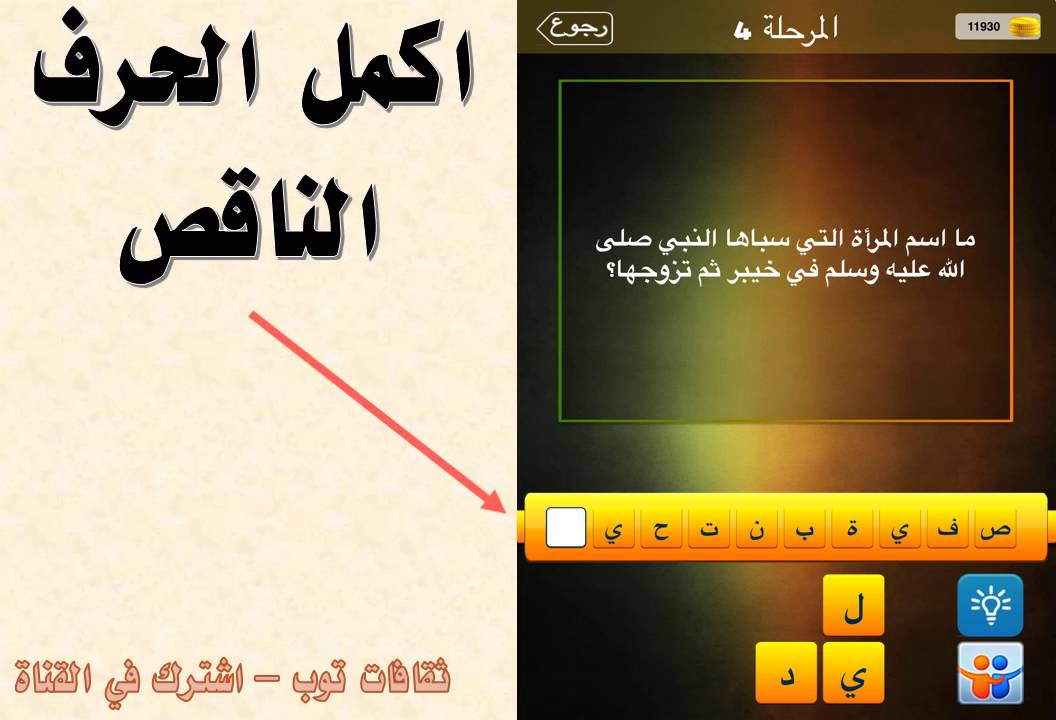 اكمل الحرف
الناقص
ثقافات توب – اشترك في القناة
رجوع
المرحلة 4
11930
ما اسم المرأة التي سباها النبي صلى
الله عليه وسلم في خيبر ثم تزوجها؟
ص ف ي ة ب ن ت ح ي
ل
ي د